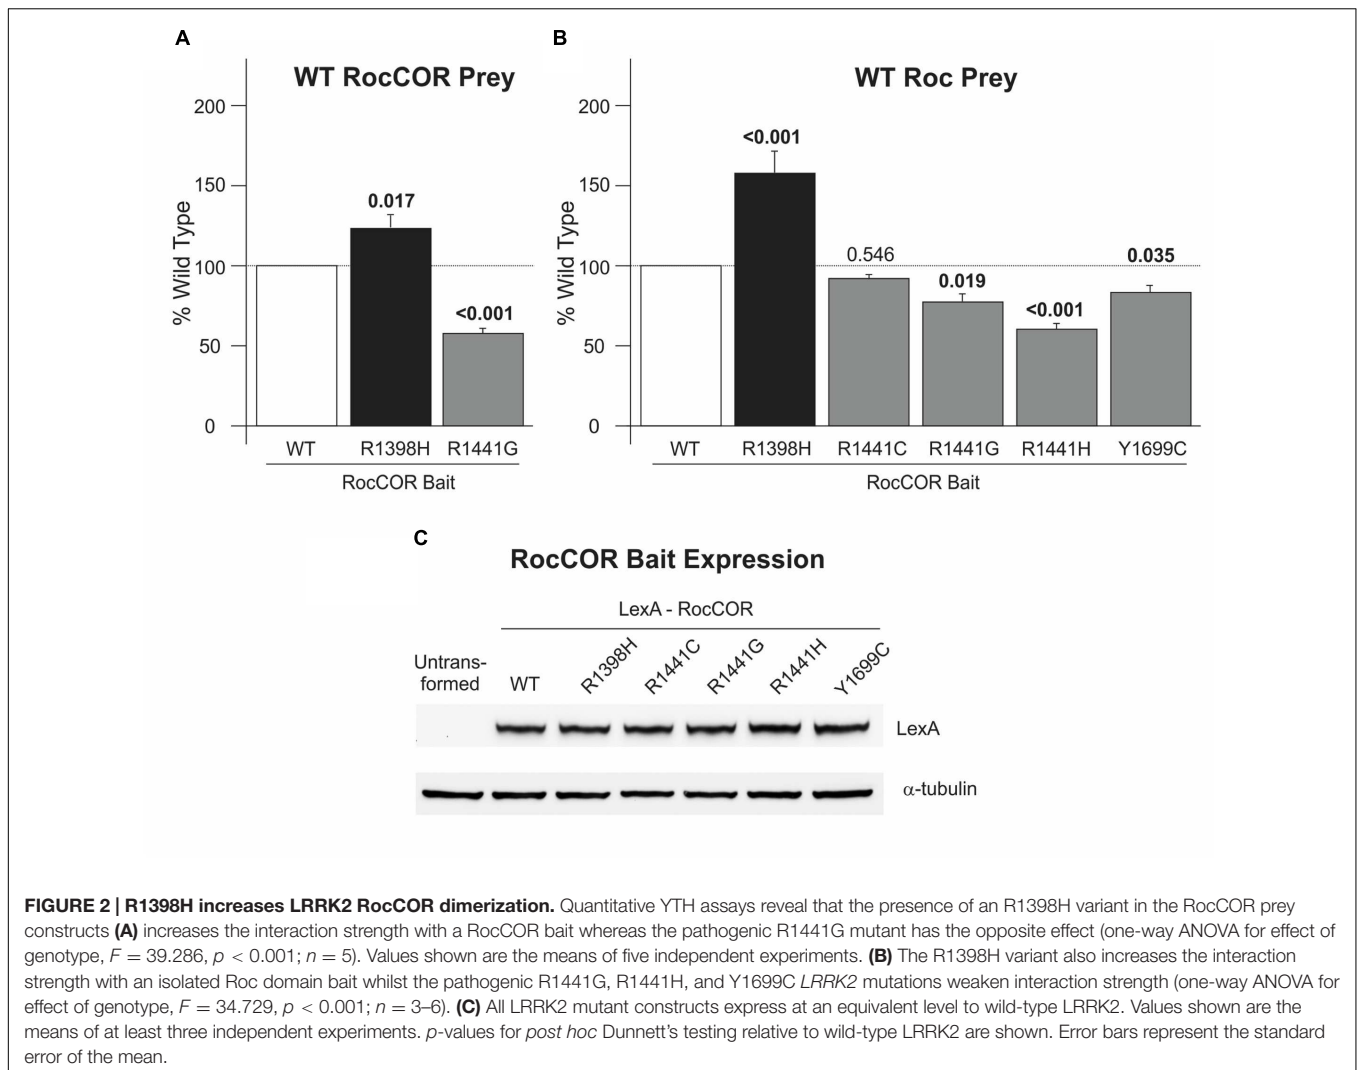 A
WT RocCOR Prey
% Wild Type
200
150
100
50
0
0.017
<0.001
WT R1398H R1441G
RocCOR Bait
B
WT Roc Prey
% Wild Type
200
150
100
50
0
<0.001
0.546
0.019
<0.001
0.035
WT R1398H R1441C R1441G R1441H Y1699C
RocCOR Bait
C
RocCOR Bait Expression
LexA - RocCOR
Untrans-
formed
WT R1398H R1441C R1441G R1441H Y1699C
LexA
α-tubulin
FIGURE 2 | R1398H increases LRRK2 RocCOR dimerization. Quantitative YTH assays reveal that the presence of an R1398H variant in the RocCOR prey
constructs (A) increases the interaction strength with a RocCOR bait whereas the pathogenic R1441G mutant has the opposite effect (one-way ANOVA for effect of
genotype, F = 39.286, p < 0.001; n = 5). Values shown are the means of five independent experiments. (B) The R1398H variant also increases the interaction
strength with an isolated Roc domain bait whilst the pathogenic R1441G, R1441H, and Y1699C LRRK2 mutations weaken interaction strength (one-way ANOVA for
effect of genotype, F = 34.729, p < 0.001; n = 3–6). (C) All LRRK2 mutant constructs express at an equivalent level to wild-type LRRK2. Values shown are the
means of at least three independent experiments. p-values for post hoc Dunnett's testing relative to wild-type LRRK2 are shown. Error bars represent the standard
error of the mean.